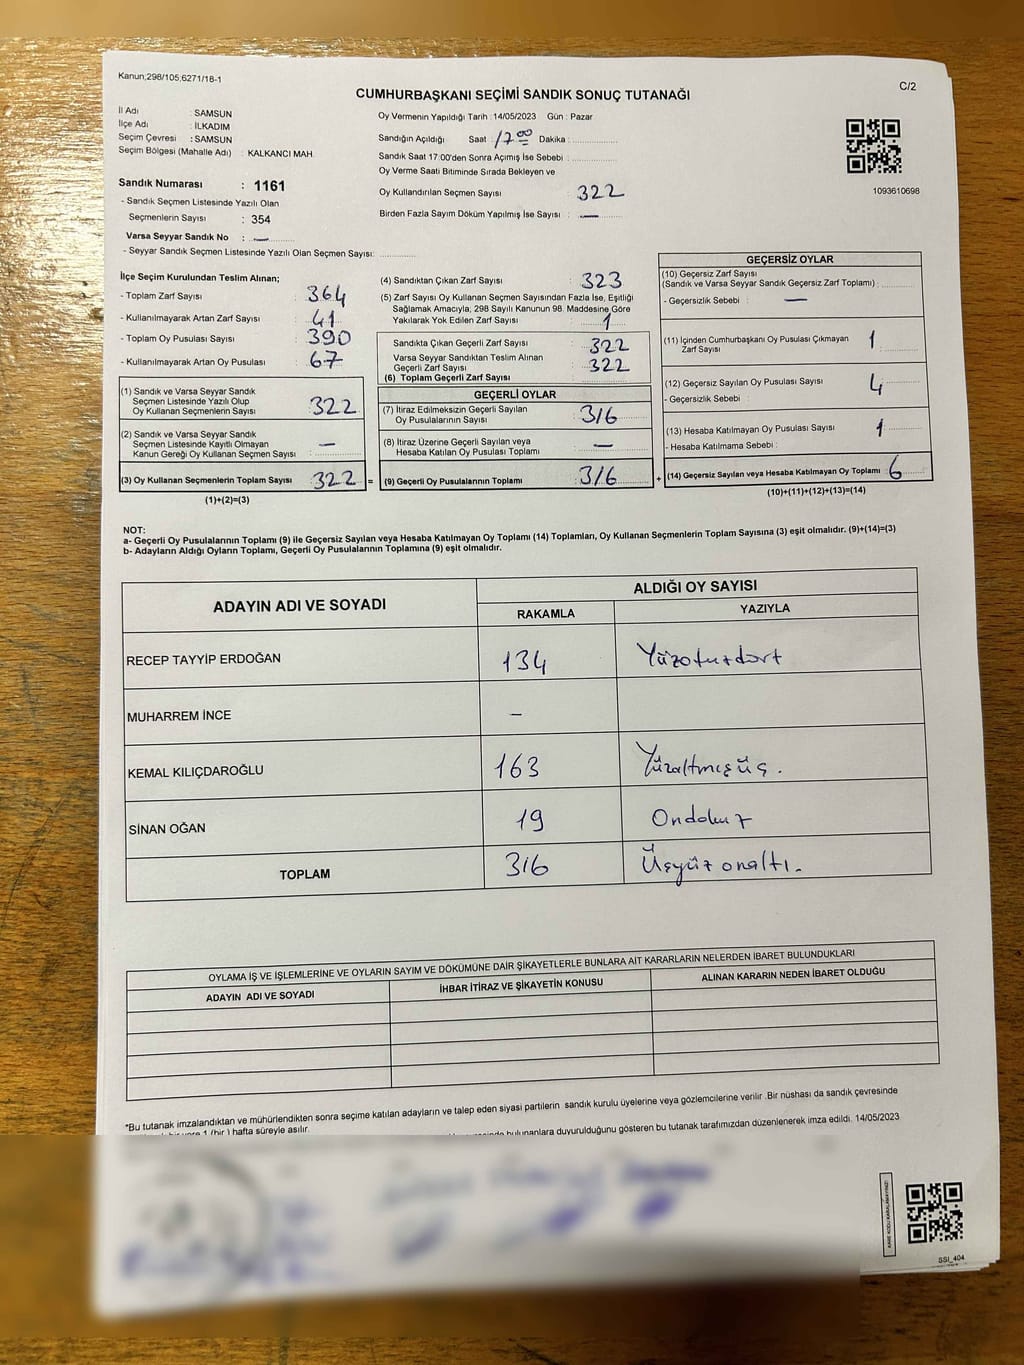 Kanun;298/105;6271/18-1
C/2
CUMHURBAŞKANI SEÇİMİ SANDIK SONUÇ TUTANAĞI
İl Adı : SAMSUN
İlçe Adı : İLKADIM
Seçim Çevresi : SAMSUN
Seçim Bölgesi (Mahalle Adı) : KALKANCI MAH.
Sandık Numarası : 1161
- Sandık Seçmen Listesinde Yazılı Olan
Seçmenlerin Sayısı : 354
Varsa Seyyar Sandık No : —
- Seyyar Sandık Seçmen Listesinde Yazılı Olan Seçmen Sayısı:
Oy Vermenin Yapıldığı Tarih : 14/05/2023 Gün : Pazar
Sandığın Açıldığı Saat : 17.00 Dakika :
Sandık Saat 17:00'den Sonra Açımış İse Sebebi :
Oy Verme Saati Bitiminde Sırada Bekleyen ve
Oy Kullandırılan Seçmen Sayısı : 322
Birden Fazla Sayım Döküm Yapılmış İse Sayısı : —
1093610698
İlçe Seçim Kurulundan Teslim Alınan;
- Toplam Zarf Sayısı : 364
- Kullanılmayarak Artan Zarf Sayısı : 41
- Toplam Oy Pusulası Sayısı : 390
- Kullanılmayarak Artan Oy Pusulası : 67
(1) Sandık ve Varsa Seyyar Sandık
Seçmen Listesinde Yazılı Olup
Oy Kullanan Seçmenlerin Sayısı : 322
(2) Sandık ve Varsa Seyyar Sandık
Seçmen Listesinde Kayıtlı Olmayan
Kanun Gereği Oy Kullanan Seçmen Sayısı : —
(3) Oy Kullanan Seçmenlerin Toplam Sayısı : 322 =
(1)+(2)=(3)
(4) Sandıktan Çıkan Zarf Sayısı : 323
(5) Zarf Sayısı Oy Kullanan Seçmen Sayısından Fazla İse, Eşitliği
Sağlamak Amacıyla; 298 Sayılı Kanunun 98. Maddesine Göre
Yakılarak Yok Edilen Zarf Sayısı : 1
Sandıkta Çıkan Geçerli Zarf Sayısı : 322
Varsa Seyyar Sandıktan Teslim Alınan
Geçerli Zarf Sayısı : 322
(6) Toplam Geçerli Zarf Sayısı :
GEÇERLİ OYLAR
(7) İtiraz Edilmeksizin Geçerli Sayılan
Oy Pusulalarının Sayısı : 316
(8) İtiraz Üzerine Geçerli Sayılan veya
Hesaba Katılan Oy Pusulası Toplamı : —
(9) Geçerli Oy Pusulalarının Toplamı : 316 +
GEÇERSİZ OYLAR
(10) Geçersiz Zarf Sayısı
(Sandık ve Varsa Seyyar Sandık Geçersiz Zarf Toplamı) :
- Geçersizlik Sebebi : —
(11) İçinden Cumhurbaşkanı Oy Pusulası Çıkmayan
Zarf Sayısı : 1
(12) Geçersiz Sayılan Oy Pusulası Sayısı : 4
- Geçersizlik Sebebi :
(13) Hesaba Katılmayan Oy Pusulası Sayısı : 1
- Hesaba Katılmama Sebebi :
(14) Geçersiz Sayılan veya Hesaba Katılmayan Oy Toplamı : 6
(10)+(11)+(12)+(13)=(14)
NOT:
a- Geçerli Oy Pusulalarının Toplamı (9) ile Geçersiz Sayılan veya Hesaba Katılmayan Oy Toplamı (14) Toplamları, Oy Kullanan Seçmenlerin Toplam Sayısına (3) eşit olmalıdır. (9)+(14)=(3)
b- Adayların Aldığı Oyların Toplamı, Geçerli Oy Pusulalarının Toplamına (9) eşit olmalıdır.
ADAYIN ADI VE SOYADI ALDIĞI OY SAYISI
RAKAMLA YAZIYLA
RECEP TAYYİP ERDOĞAN 134 Yüzotuzdört
MUHARREM İNCE –
KEMAL KILIÇDAROĞLU 163 Yüzaltmışüç.
SİNAN OĞAN 19 Ondokuz
TOPLAM 316 Üçyüz onaltı.
OYLAMA İŞ VE İŞLEMLERİNE VE OYLARIN SAYIM VE DÖKÜMÜNE DAİR ŞİKAYETLERLE BUNLARA AİT KARARLARIN NELERDEN İBARET BULUNDUKLARI
ADAYIN ADI VE SOYADI İHBAR İTİRAZ VE ŞİKAYETİN KONUSU ALINAN KARARIN NEDEN İBARET OLDUĞU
*Bu tutanak imzalandıktan ve mühürlendikten sonra seçime katılan adayların ve talep eden siyasi partilerin sandık kurulu üyelerine veya gözlemcilerine verilir .Bir nüshası da sandık çevresinde
1 (bir ) hafta süreyle asılır.
bulunanlara duyurulduğunu gösteren bu tutanak tarafımızdan düzenlenerek imza edildi. 14/05/2023
KARE KODU KARALAMAYINIZ!
SSİ_404